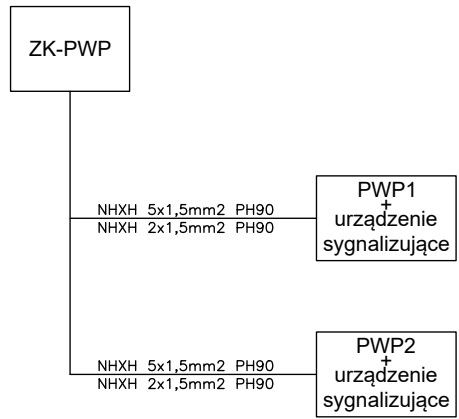 ZK-PWP
NHXH 5x1,5mm2 PH90
NHXH 2x1,5mm2 PH90
PWP1
+
urządzenie
sygnalizujące
NHXH 5x1,5mm2 PH90
NHXH 2x1,5mm2 PH90
PWP2
+
urządzenie
sygnalizujące